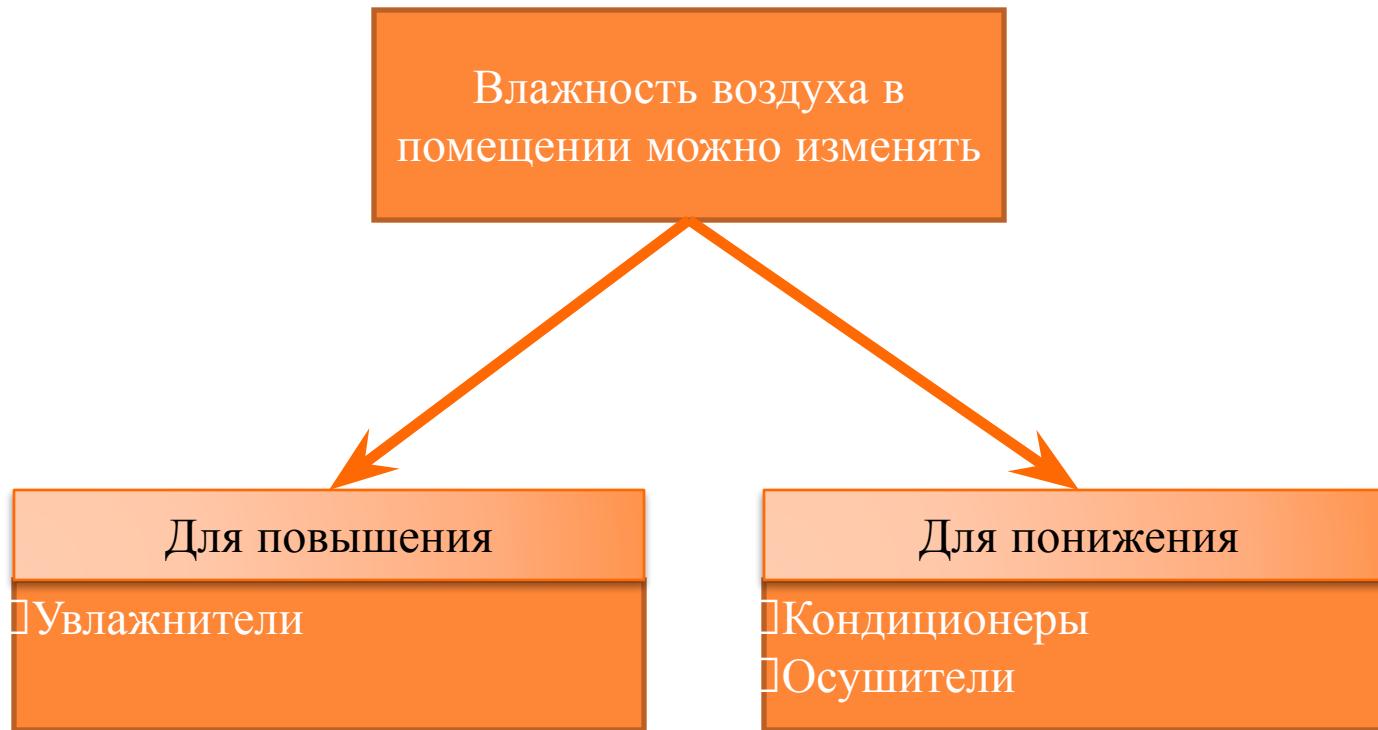 Влажность воздуха в
помещении можно изменять
Для повышения
Увлажнители
Для понижения
Кондиционеры
Осушители